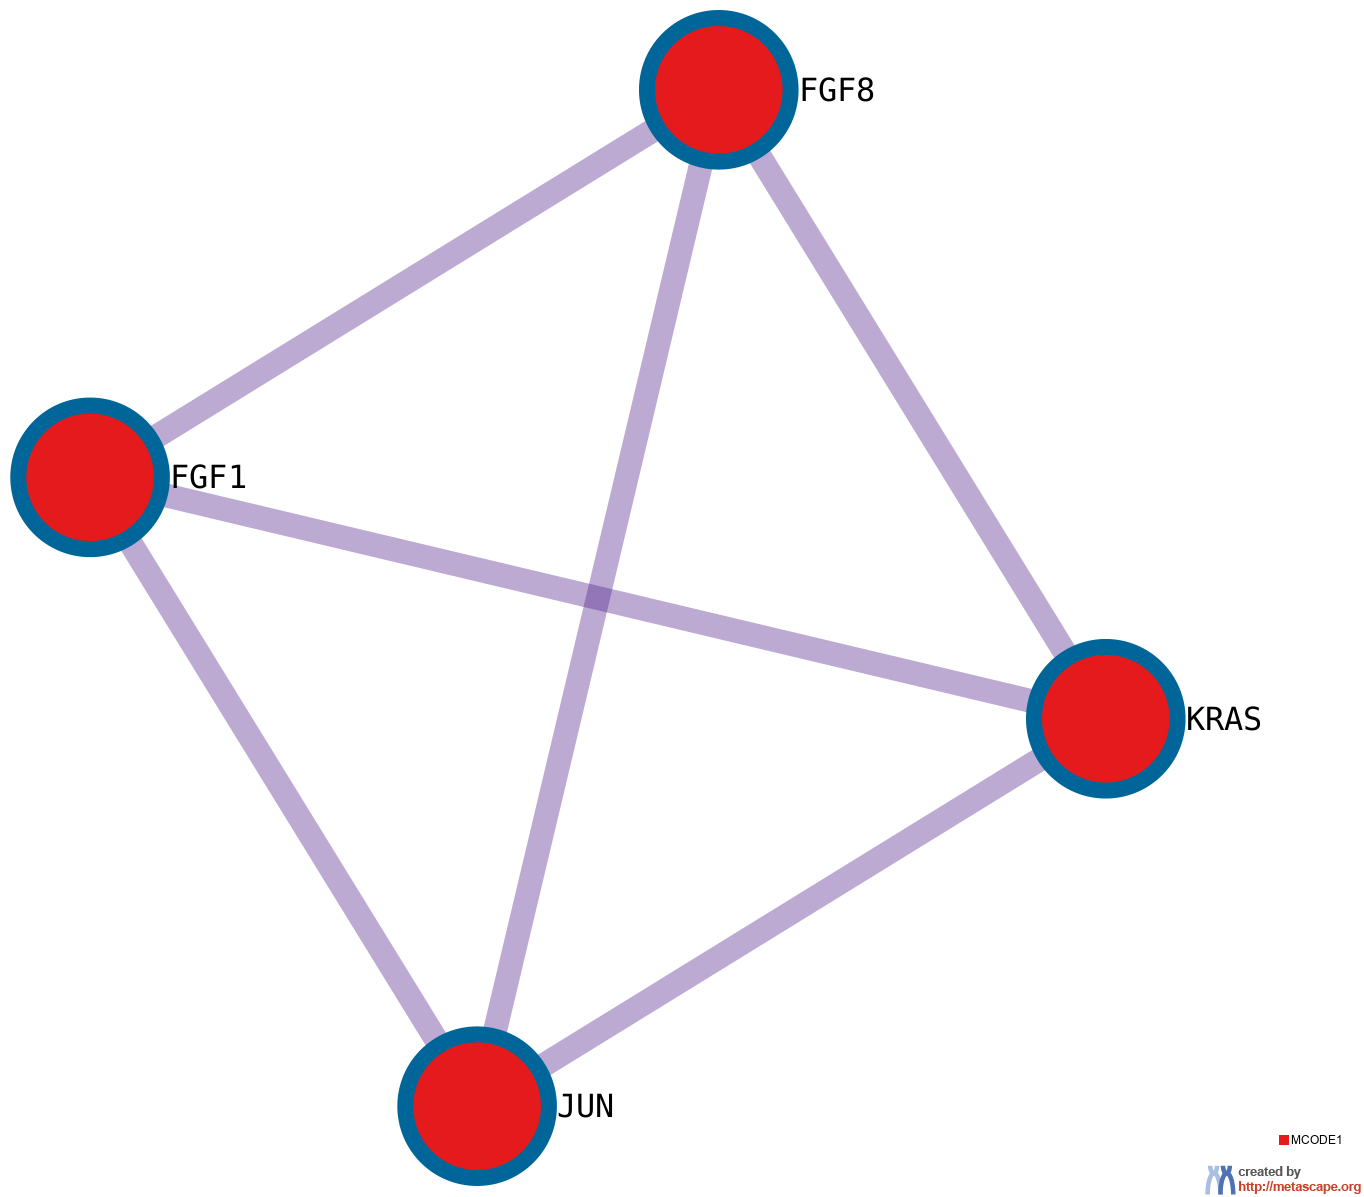 FGF8
FGF1
KRAS
JUN
MCODE1
created by
http://metascape.org